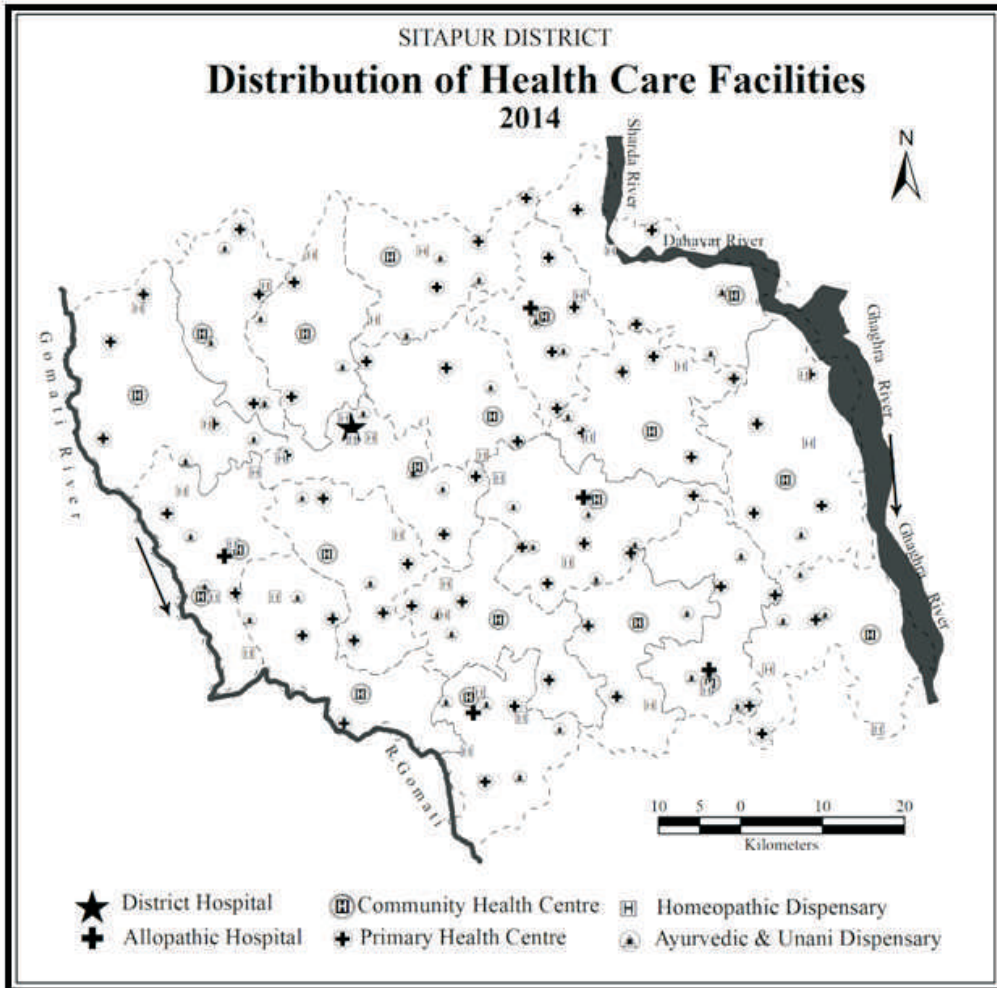 SITAPUR DISTRICT
Distribution of Health Care Facilities
2014
N
Sharda River
Dahavar River
Ghaghra River
Ghaghra River
Gomati River
R. Gomati
10 5 0 10 20
Kilometers
District Hospital
Community Health Centre
H Homeopathic Dispensary
Allopathic Hospital
Primary Health Centre
Ayurvedic & Unani Dispensary